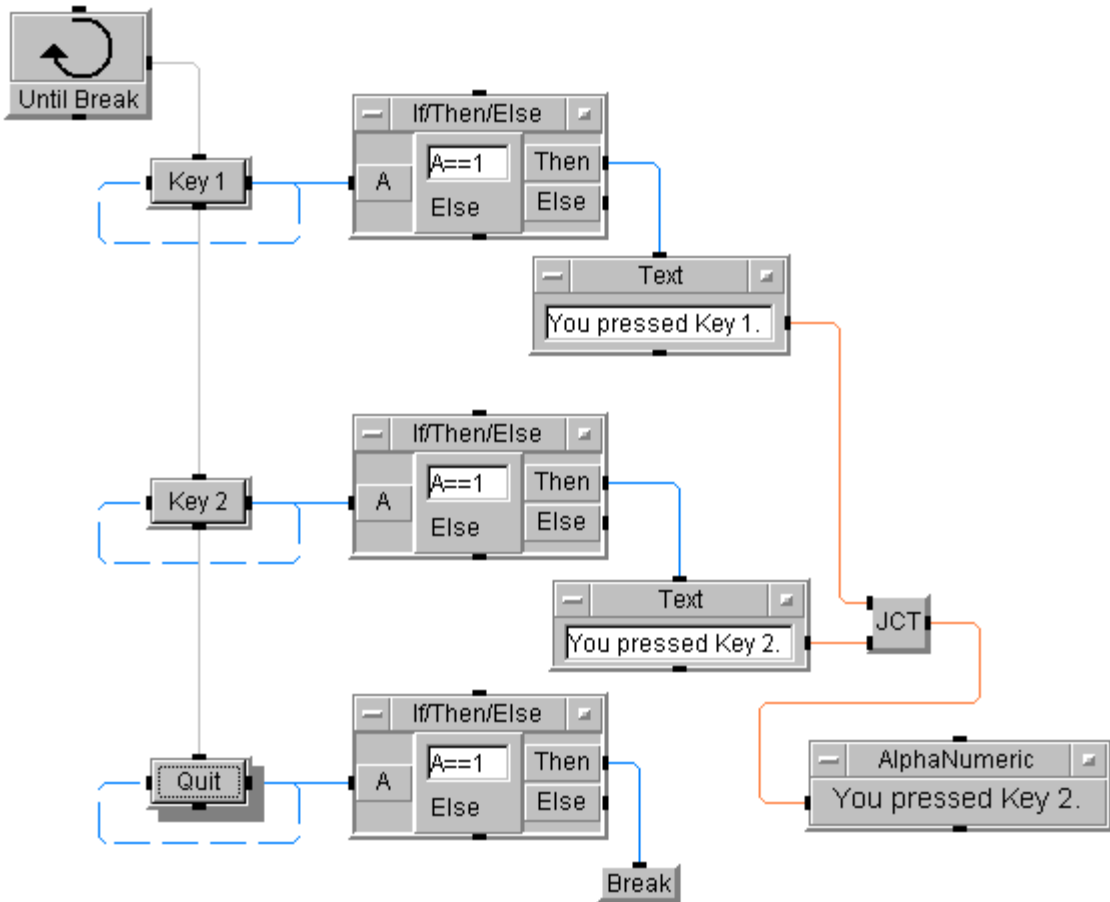 Until Break
If/Then/Else
Key 1
A
A==1
Else
Then
Else
Text
You pressed Key 1.
If/Then/Else
Key 2
A
A==1
Else
Then
Else
Text
You pressed Key 2.
JCT
If/Then/Else
Quit
A
A==1
Else
Then
Else
AlphaNumeric
You pressed Key 2.
Break